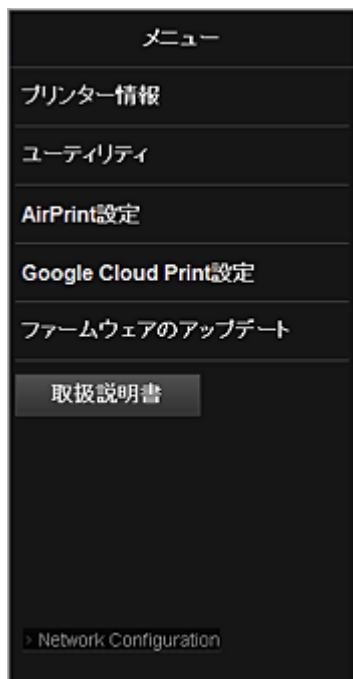 メニュー
プリンター情報
ユーティリティ
AirPrint設定
Google Cloud Print設定
ファームウェアのアップデート
取扱説明書
› Network Configuration